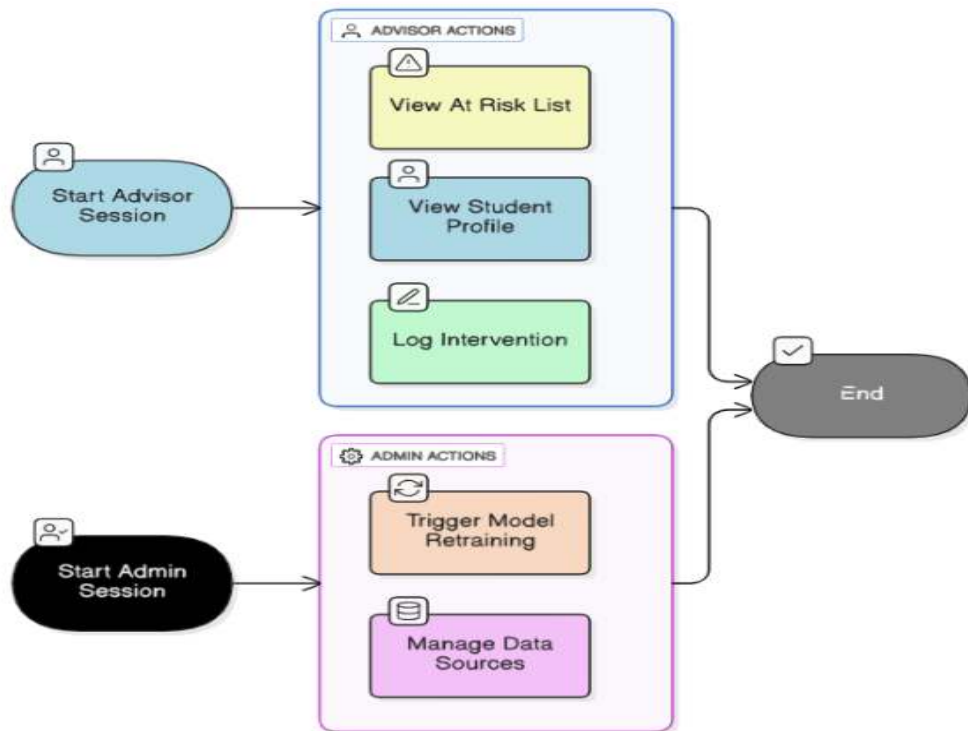 ADVISOR ACTIONS
View At Risk List
Start Advisor
Session
View Student
Profile
Log Intervention
End
ADMIN ACTIONS
Trigger Model
Retraining
Start Admin
Session
Manage Data
Sources